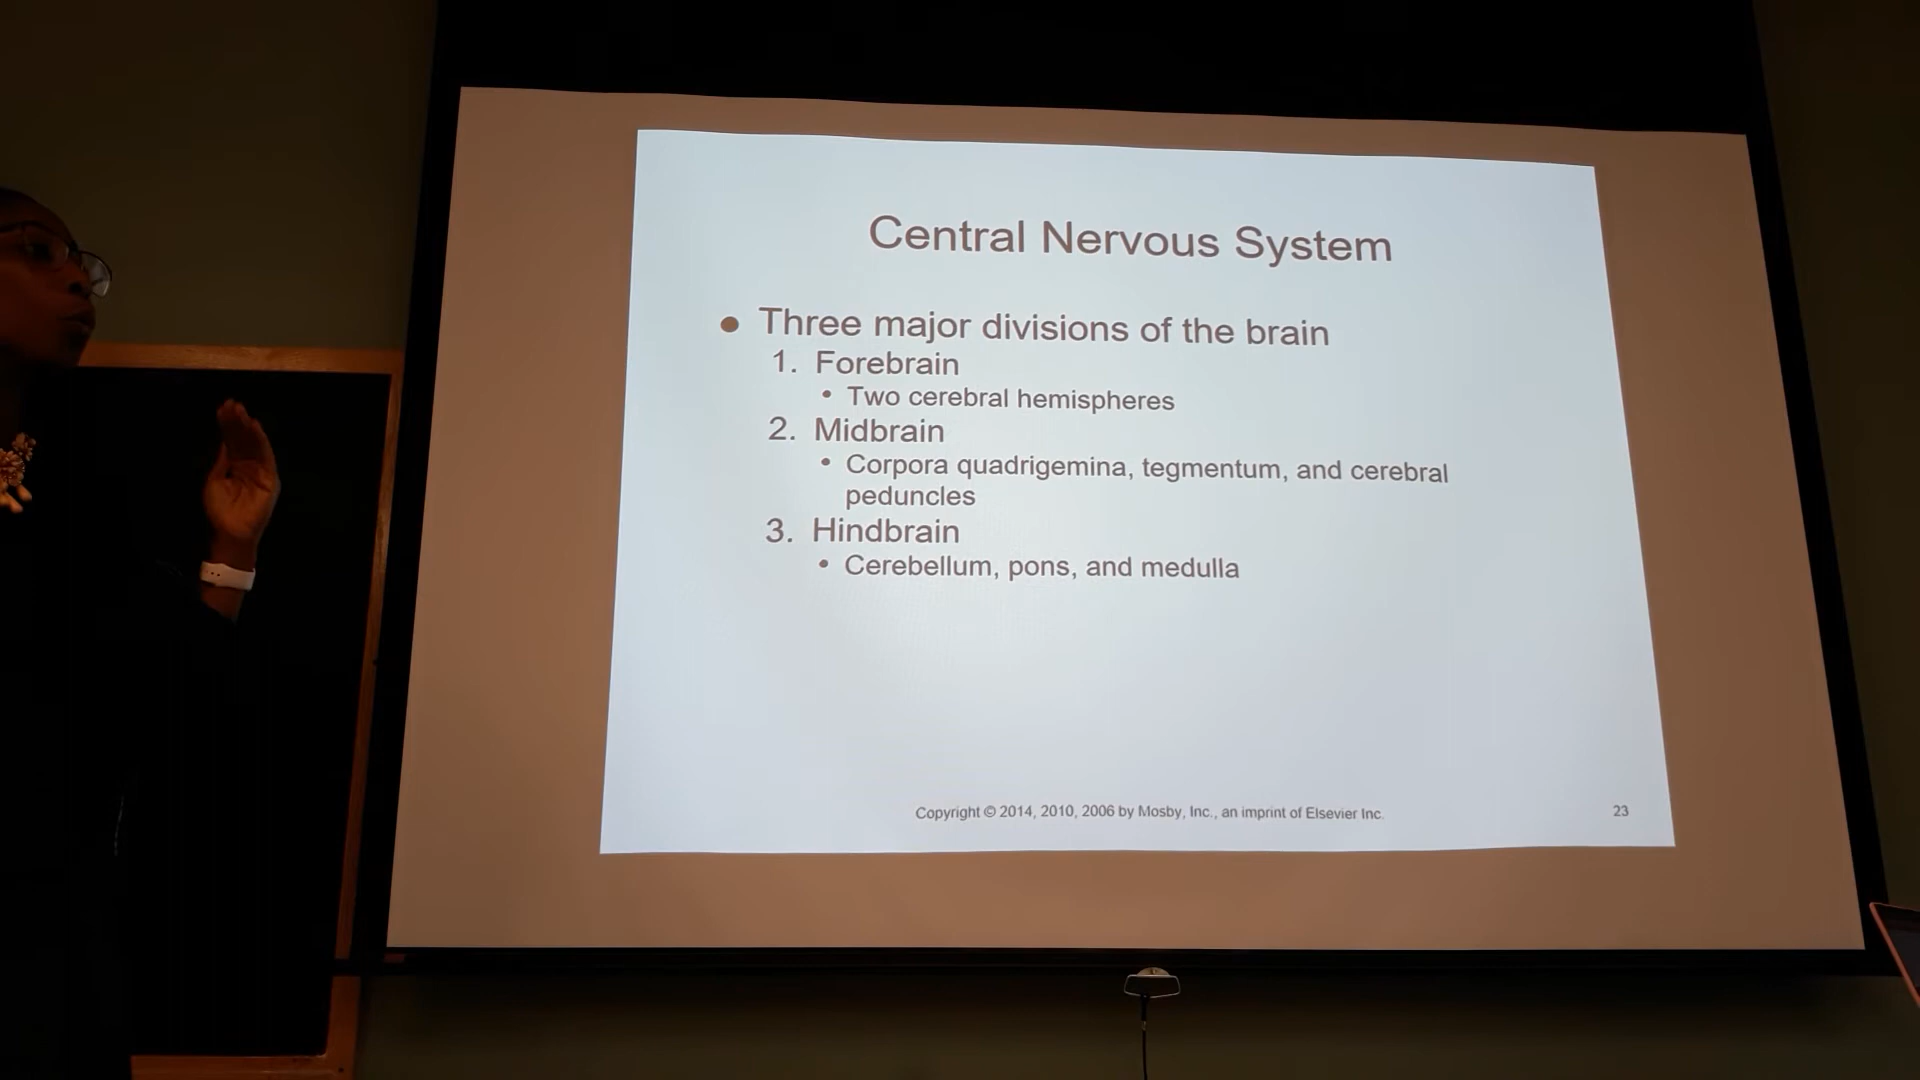 Central Nervous System
• Three major divisions of the brain
1. Forebrain
• Two cerebral hemispheres
2. Midbrain
• Corpora quadrigemina, tegmentum, and cerebral
peduncles
3. Hindbrain
• Cerebellum, pons, and medulla
Copyright © 2014, 2010, 2006 by Mosby, Inc., an imprint of Elsevier Inc.
23